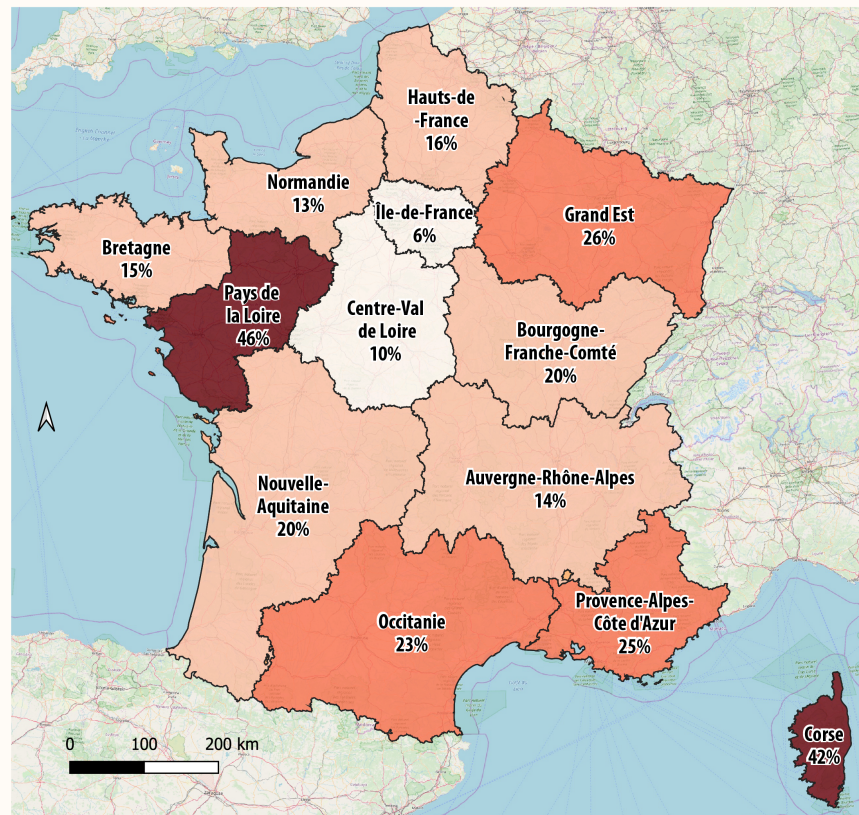 Hauts-de
-France
16%
Normandie
13%
Île-de-France
6%
Grand Est
26%
Bretagne
15%
Pays de
la Loire
46%
Centre-Val
de Loire
10%
Bourgogne-
Franche-Comté
20%
Nouvelle-
Aquitaine
20%
Auvergne-Rhône-Alpes
14%
Occitanie
23%
Provence-Alpes-
Côte d'Azur
25%
Corse
42%
0 100 200 km